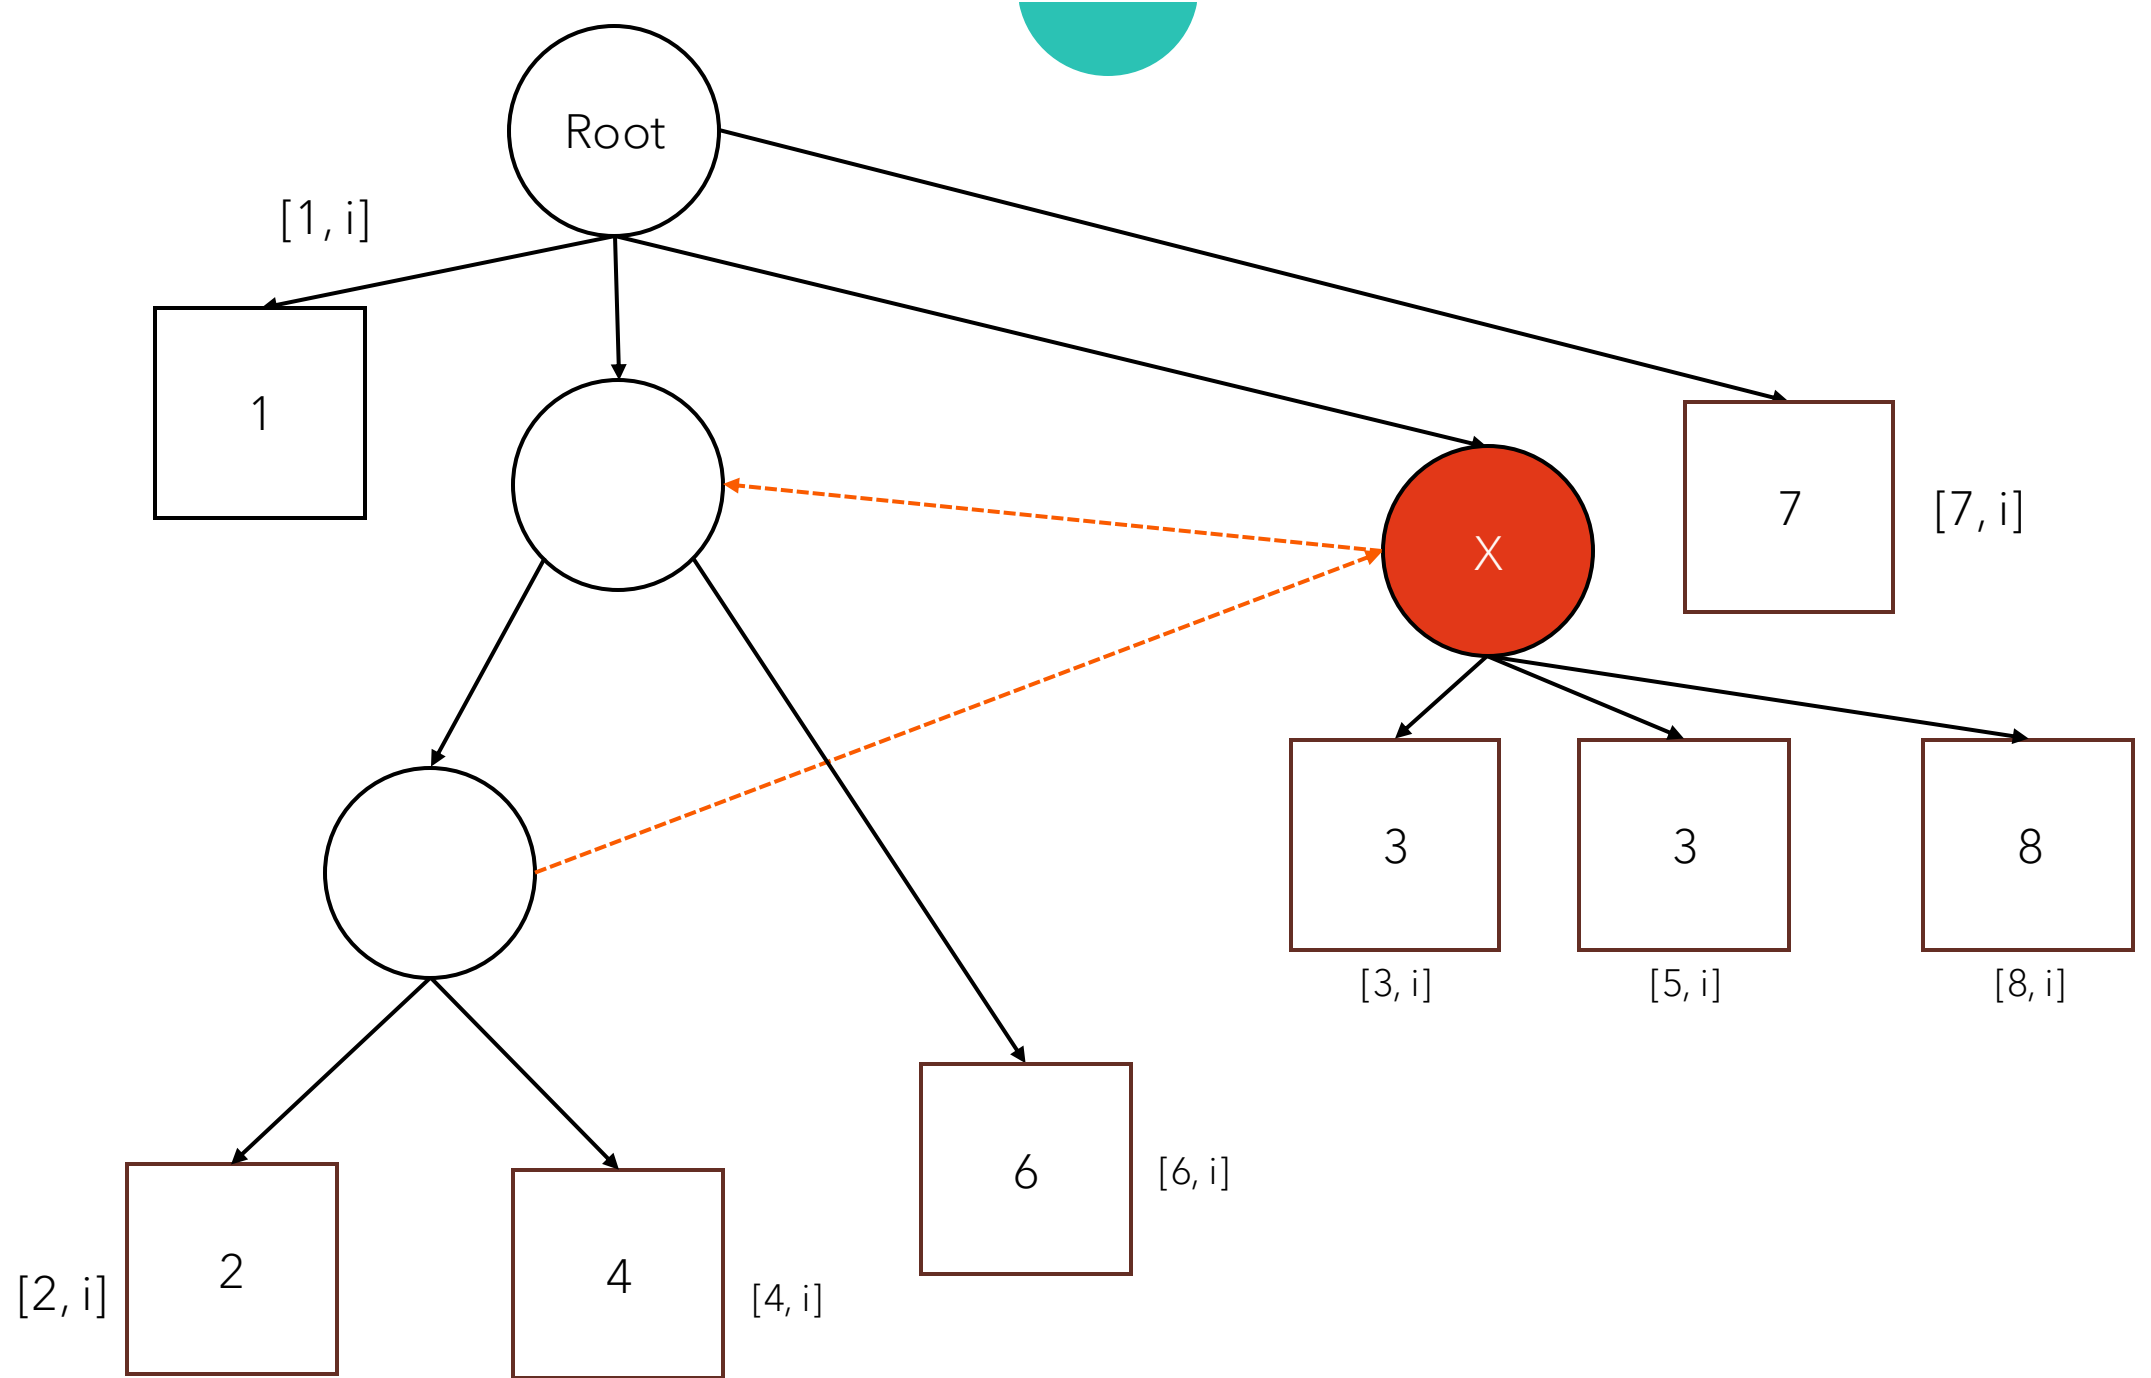 Root
[1, i]
1
7
[7, i]
X
3
3
8
[3, i]
[5, i]
[8, i]
6
[6, i]
2
4
[2, i]
[4, i]